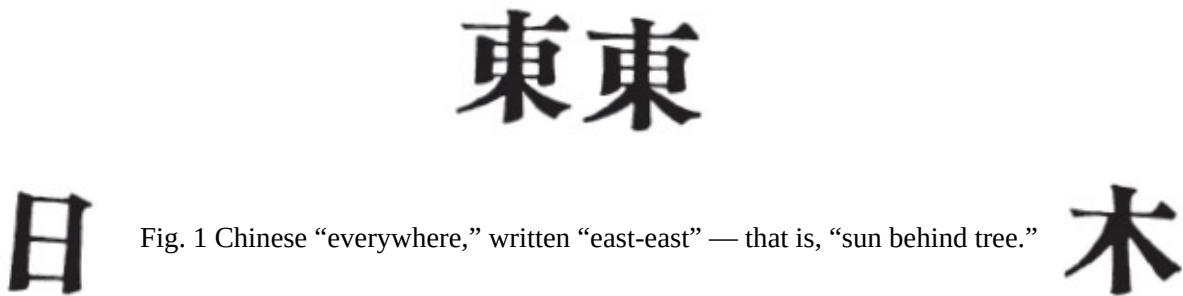 東東
日 Fig. 1 Chinese “everywhere,” written “east-east” — that is, “sun behind tree.” 木